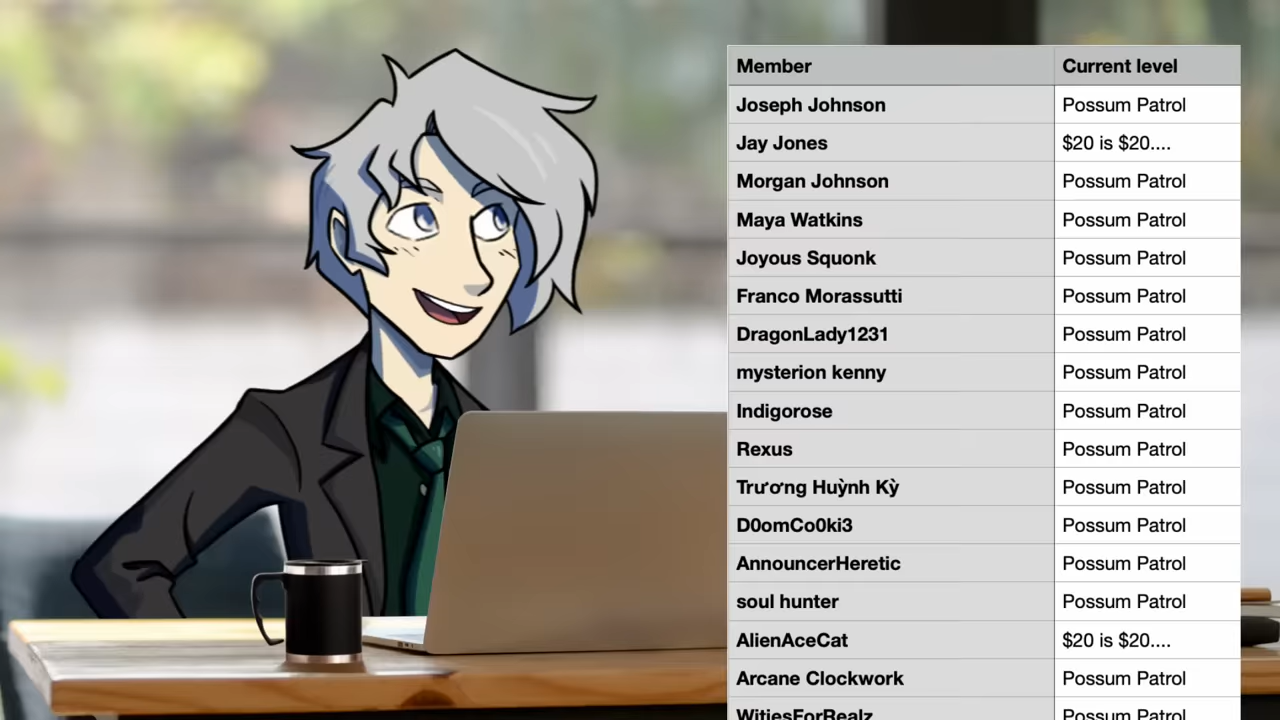 Member Current level
Joseph Johnson Possum Patrol
Jay Jones $20 is $20....
Morgan Johnson Possum Patrol
Maya Watkins Possum Patrol
Joyous Squonk Possum Patrol
Franco Morassutti Possum Patrol
DragonLady1231 Possum Patrol
mysterion kenny Possum Patrol
Indigorose Possum Patrol
Rexus Possum Patrol
Trương Huỳnh Kỳ Possum Patrol
D0omCo0ki3 Possum Patrol
AnnouncerHeretic Possum Patrol
soul hunter Possum Patrol
AlienAceCat $20 is $20....
Arcane Clockwork Possum Patrol
WitiesForRealz Possum Patrol